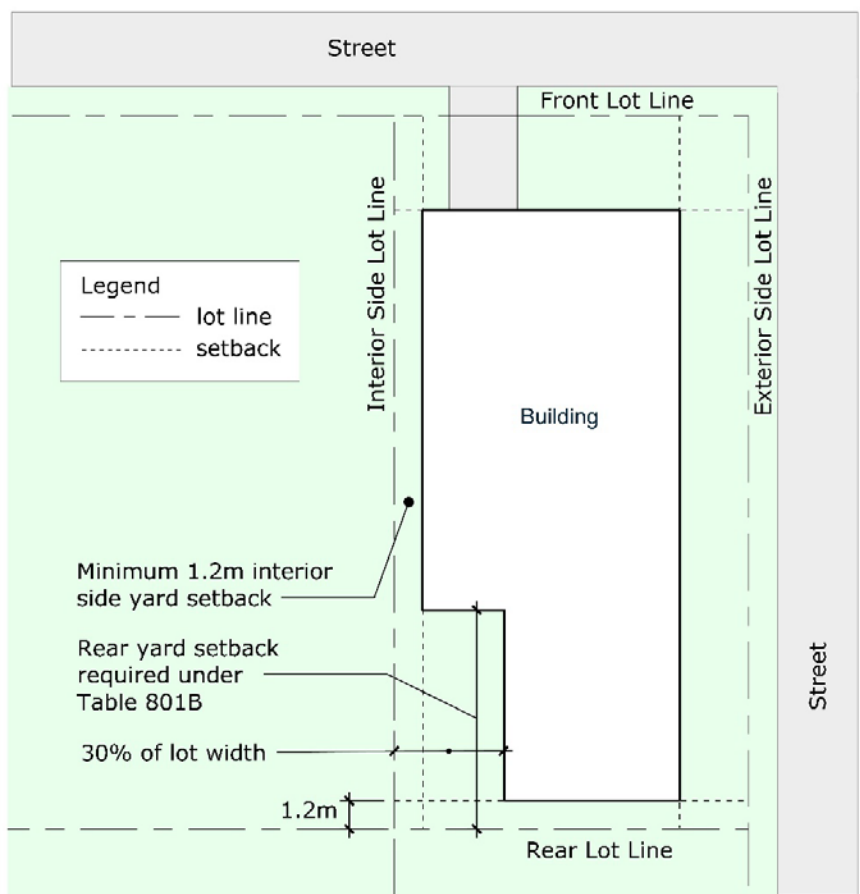 Street
Front Lot Line
Interior Side Lot Line
Exterior Side Lot Line
Legend
lot line
setback
Building
Minimum 1.2m interior
side yard setback
Rear yard setback
required under
Table 801B
Street
30% of lot width
1.2m
Rear Lot Line